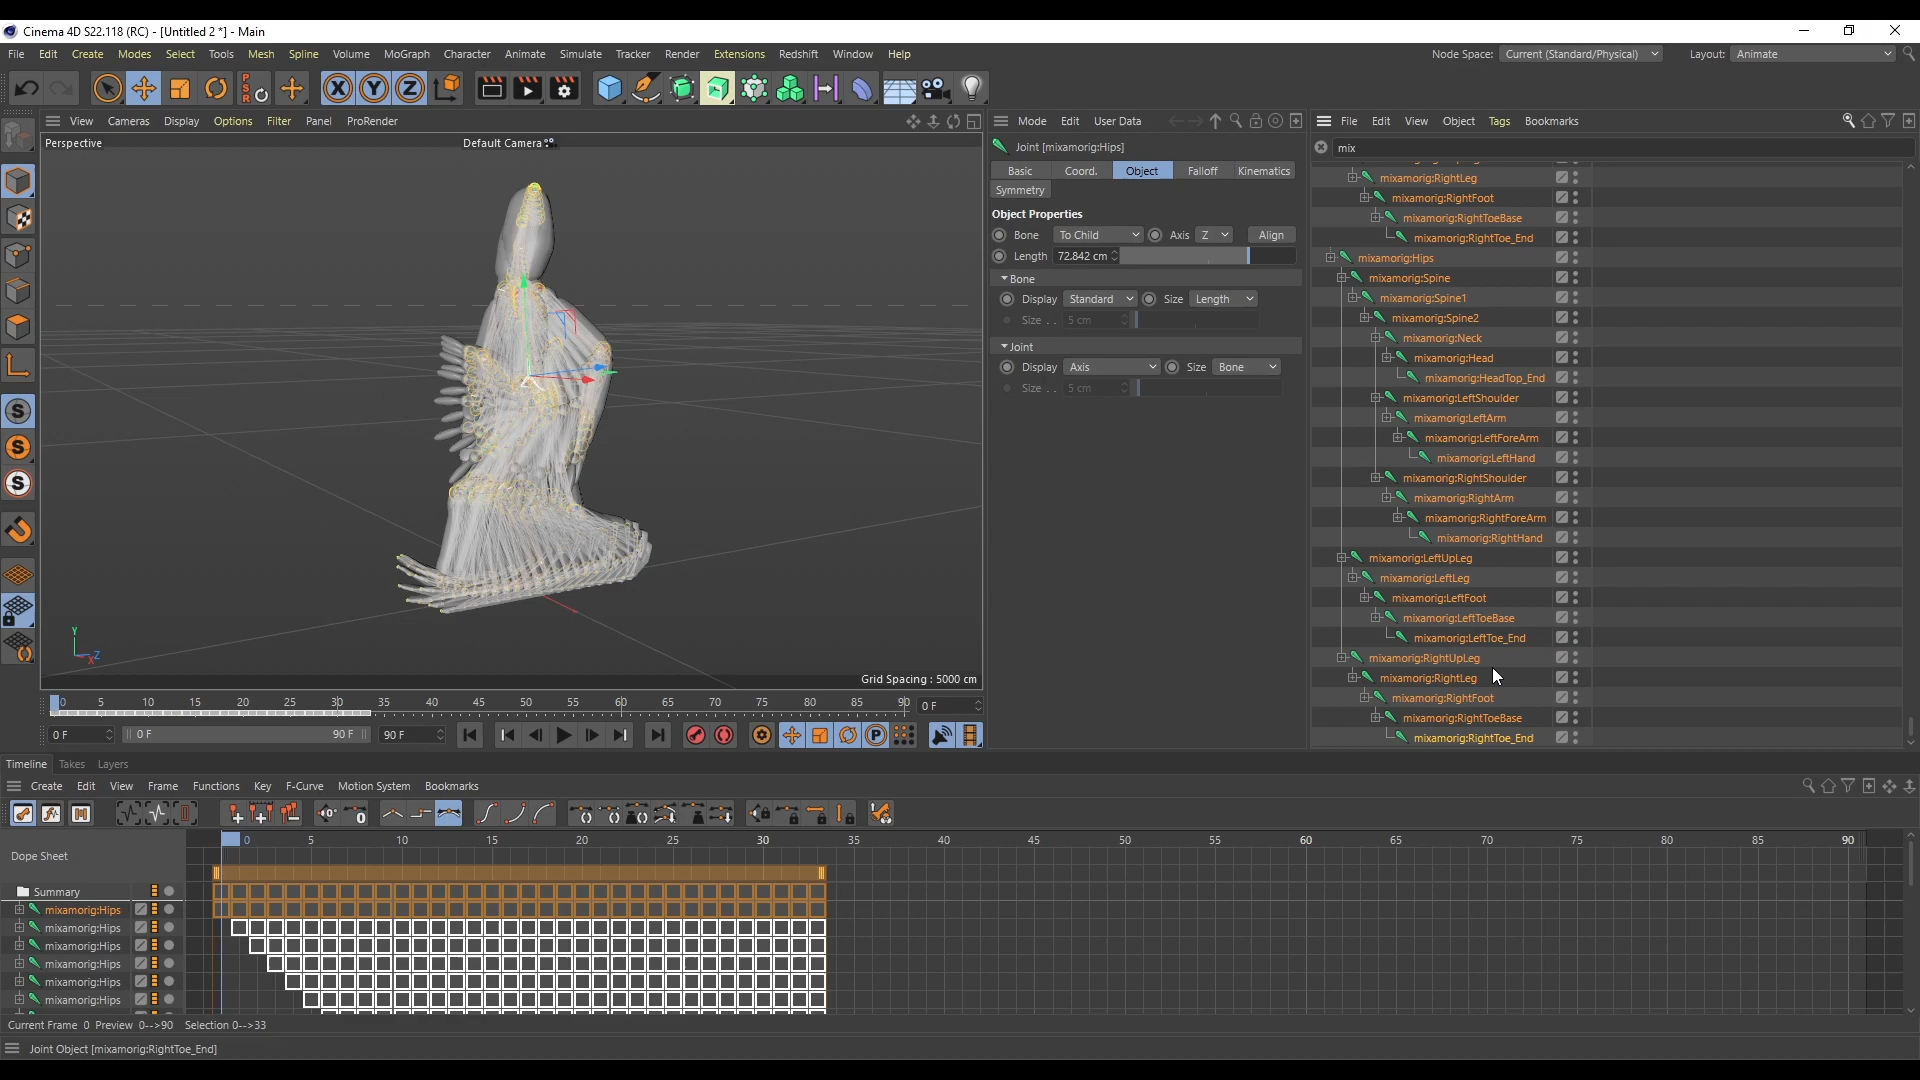 Cinema 4D S22.118 (RC) - [Untitled 2 *] - Main
File Edit Create Modes Select Tools Mesh Spline Volume MoGraph Character Animate Simulate Tracker Render Extensions Redshift Window Help Node Space: Current (Standard/Physical) Layout: Animate
View Cameras Display Options Filter Panel ProRender
Perspective Default Camera
Grid Spacing : 5000 cm
Y Z X
Mode Edit User Data
Joint [mixamorig:Hips]
Basic Coord. Object Falloff Kinematics
Symmetry
Object Properties
Bone To Child Axis Z Align
Length 72.842 cm
Bone
Display Standard Size Length
Size . . 5 cm
Joint
Display Axis Size Bone
Size . . 5 cm
File Edit View Object Tags Bookmarks
mix
mixamorig:RightLeg
mixamorig:RightFoot
mixamorig:RightToeBase
mixamorig:RightToe_End
mixamorig:Hips
mixamorig:Spine
mixamorig:Spine1
mixamorig:Spine2
mixamorig:Neck
mixamorig:Head
mixamorig:HeadTop_End
mixamorig:LeftShoulder
mixamorig:LeftArm
mixamorig:LeftForeArm
mixamorig:LeftHand
mixamorig:RightShoulder
mixamorig:RightArm
mixamorig:RightForeArm
mixamorig:RightHand
mixamorig:LeftUpLeg
mixamorig:LeftLeg
mixamorig:LeftFoot
mixamorig:LeftToeBase
mixamorig:LeftToe_End
mixamorig:RightUpLeg
mixamorig:RightLeg
mixamorig:RightFoot
mixamorig:RightToeBase
mixamorig:RightToe_End
0 5 10 15 20 25 30 35 40 45 50 55 60 65 70 75 80 85 90 0 F
0 F 0 F 90 F 90 F
Timeline Takes Layers
Create Edit View Frame Functions Key F-Curve Motion System Bookmarks
0 5 10 15 20 25 30 35 40 45 50 55 60 65 70 75 80 85 90
Dope Sheet
Summary
mixamorig:Hips
mixamorig:Hips
mixamorig:Hips
mixamorig:Hips
mixamorig:Hips
mixamorig:Hips
Current Frame 0 Preview 0-->90 Selection 0-->33
Joint Object [mixamorig:RightToe_End]